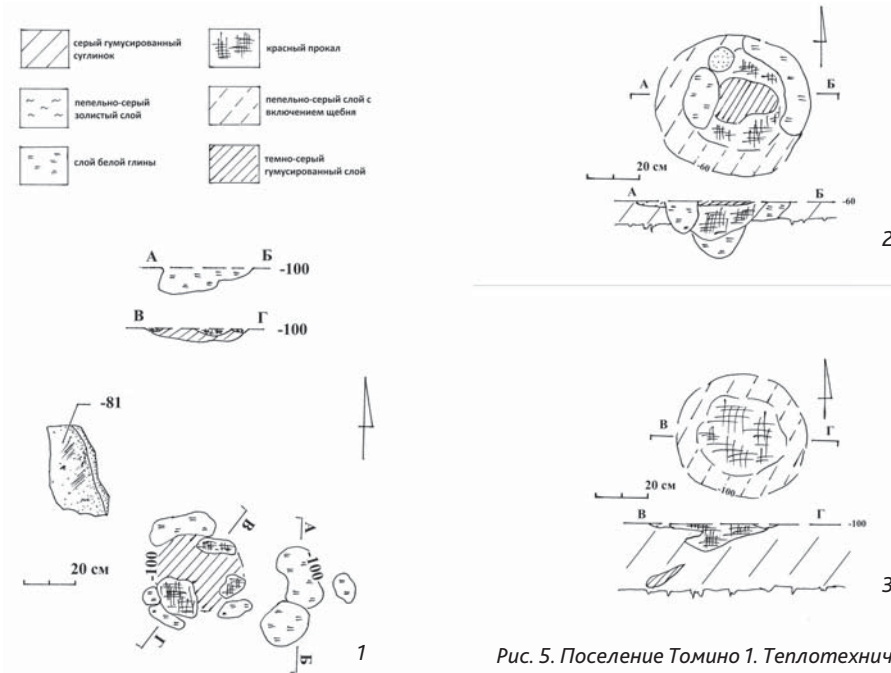 серый гумусированный
суглинок
красный прокал
пепельно-серый
золистый слой
пепельно-серый слой с
включением щебня
слой белой глины
темно-серый
гумусированный слой
А Б
-100
В Г
-100
-81
20 см
В
-100
Г
А
-100
Б
1
А Б
-60
20 см
А Б
-60
2
В Г
-100
20 см
В Г
-100
3
Рис. 5. Поселение Томино 1. Теплотехнич